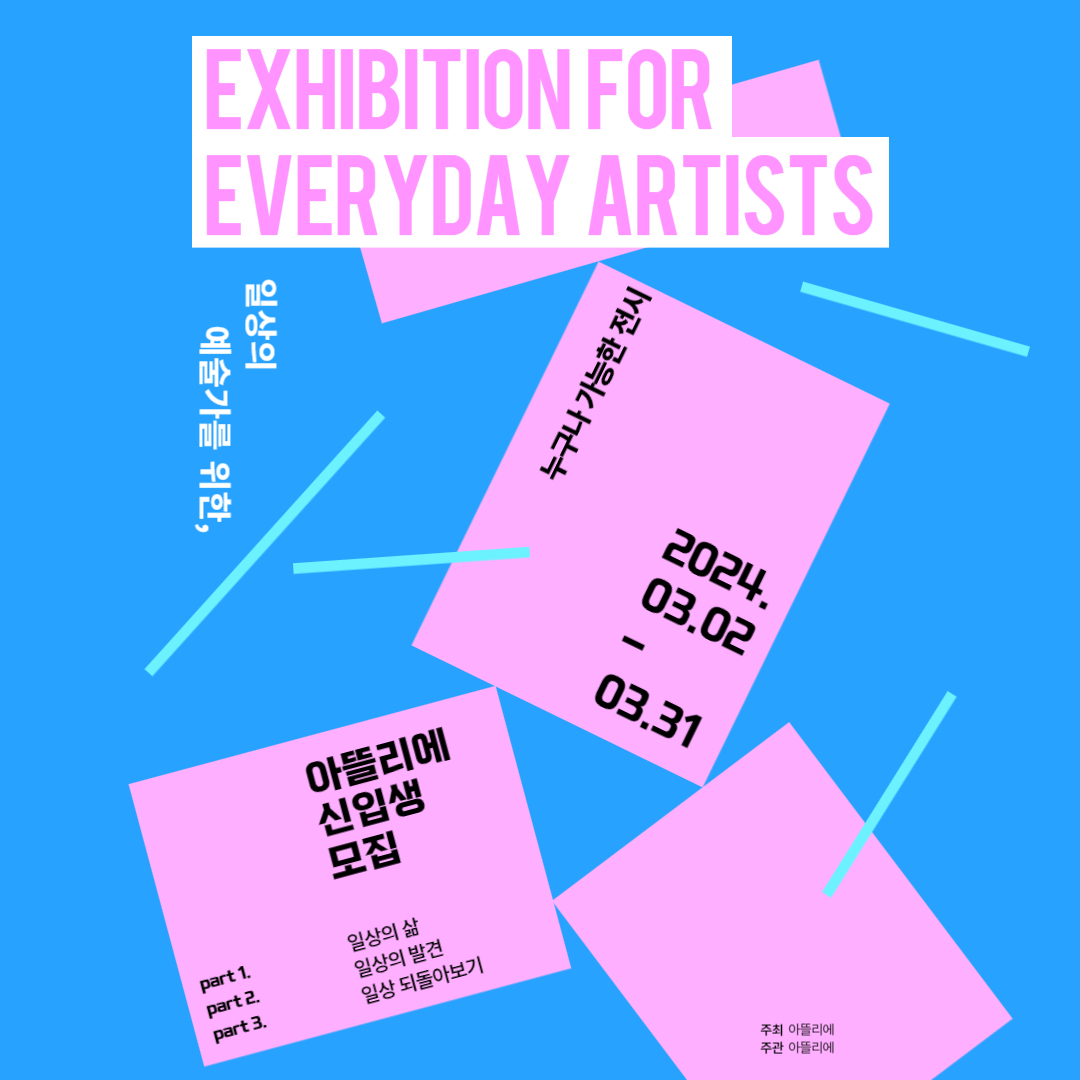 EXHIBITION FOR
EVERYDAY ARTISTS
일상의
예술가를 위한,
누구나 가능한 전시
2024.
03.02
-
03.31
아뜰리에
신입생
모집
part 1. 일상의 삶
part 2. 일상의 발견
part 3. 일상 되돌아보기
주최 아뜰리에
주관 아뜰리에